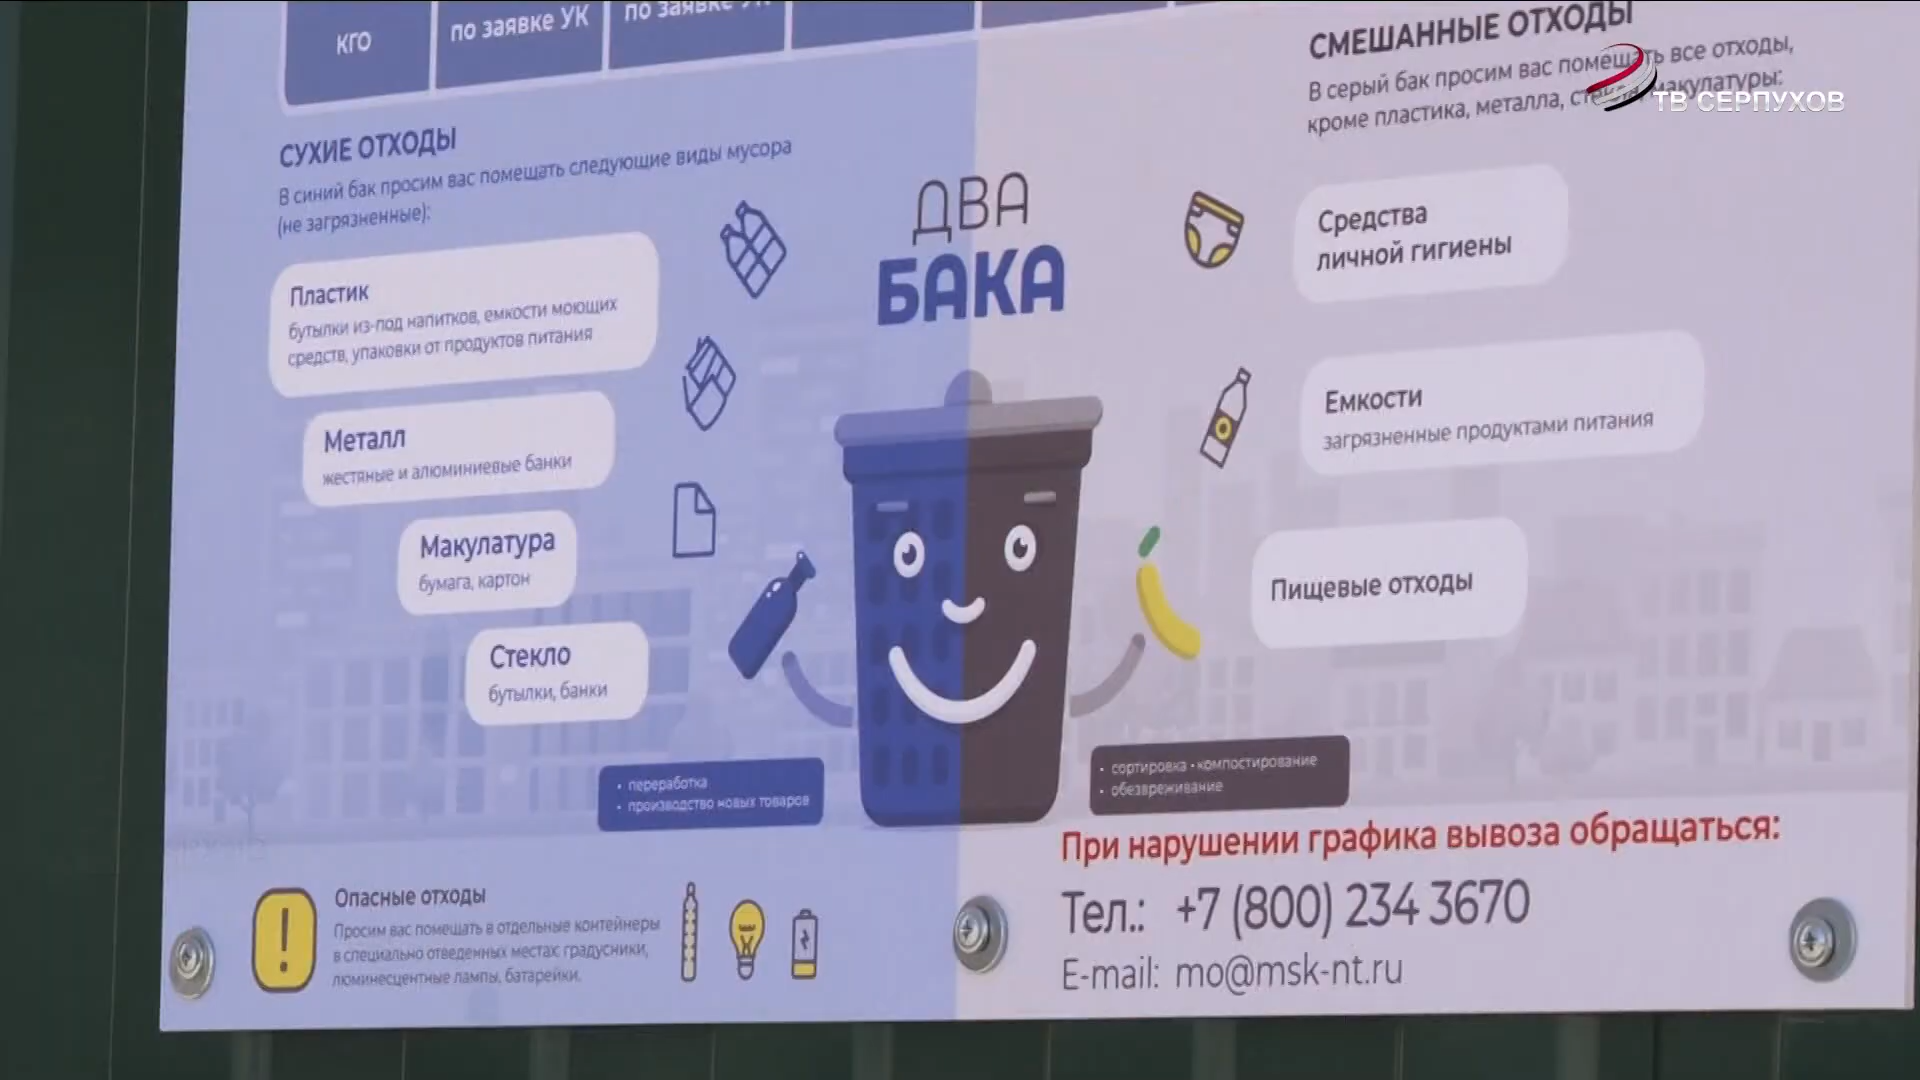 КГО
по заявке УК
по заявке УК
СУХИЕ ОТХОДЫ
В синий бак просим вас помещать следующие виды мусора
(не загрязненные):
Пластик
бутылки из-под напитков, емкости моющих
средств, упаковки от продуктов питания
Металл
жестяные и алюминиевые банки
Макулатура
бумага, картон
Стекло
бутылки, банки
• переработка
• производство новых товаров
Опасные отходы
Просим вас помещать в отдельные контейнеры
в специально отведенных местах: градусники,
люминесцентные лампы, батарейки.
ДВА
БАКА
СМЕШАННЫЕ ОТХОДЫ
В серый бак просим вас помещать все отходы,
кроме пластика, металла, стекла, макулатуры:
ТВ СЕРПУХОВ
Средства
личной гигиены
Емкости
загрязненные продуктами питания
Пищевые отходы
• сортировка • компостирование
• обезвреживание
При нарушении графика вывоза обращаться:
Тел.: +7 (800) 234 3670
E-mail: mo@msk-nt.ru